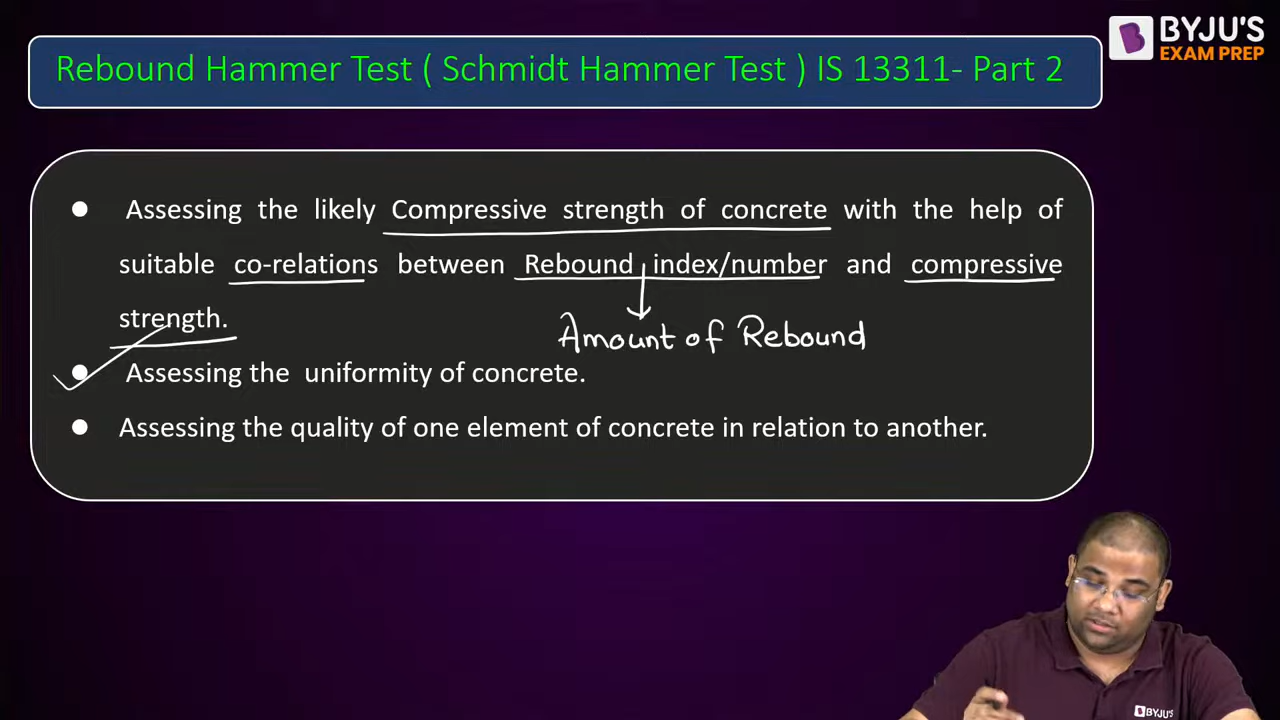 BYJU'S
EXAM PREP
Rebound Hammer Test ( Schmidt Hammer Test ) IS 13311- Part 2
● Assessing the likely Compressive strength of concrete with the help of
suitable co-relations between Rebound index/number and compressive
strength.
Amount of Rebound
● Assessing the uniformity of concrete.
● Assessing the quality of one element of concrete in relation to another.
BYJU'S